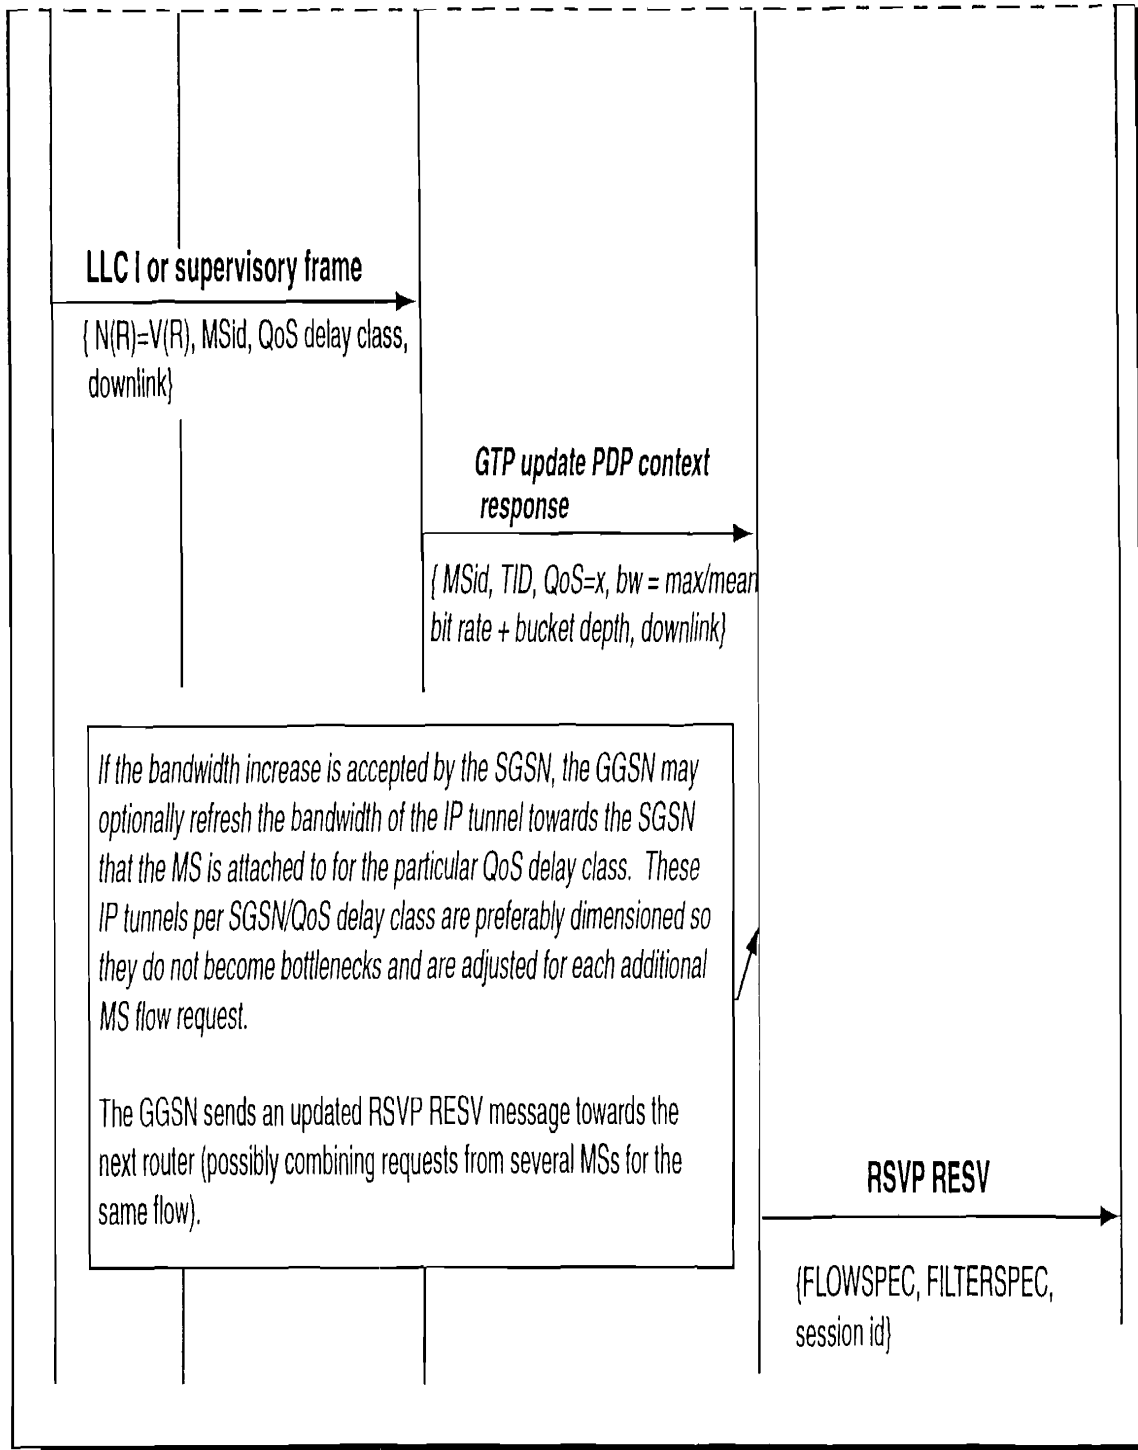 LLC I or supervisory frame
{ N(R)=V(R), MSid, QoS delay class,
downlink}
GTP update PDP context
response
{ MSid, TID, QoS=x, bw = max/mean
bit rate + bucket depth, downlink}
If the bandwidth increase is accepted by the SGSN, the GGSN may
optionally refresh the bandwidth of the IP tunnel towards the SGSN
that the MS is attached to for the particular QoS delay class. These
IP tunnels per SGSN/QoS delay class are preferably dimensioned so
they do not become bottlenecks and are adjusted for each additional
MS flow request.
The GGSN sends an updated RSVP RESV message towards the
next router (possibly combining requests from several MSs for the
same flow).
RSVP RESV
{FLOWSPEC, FILTERSPEC,
session id}